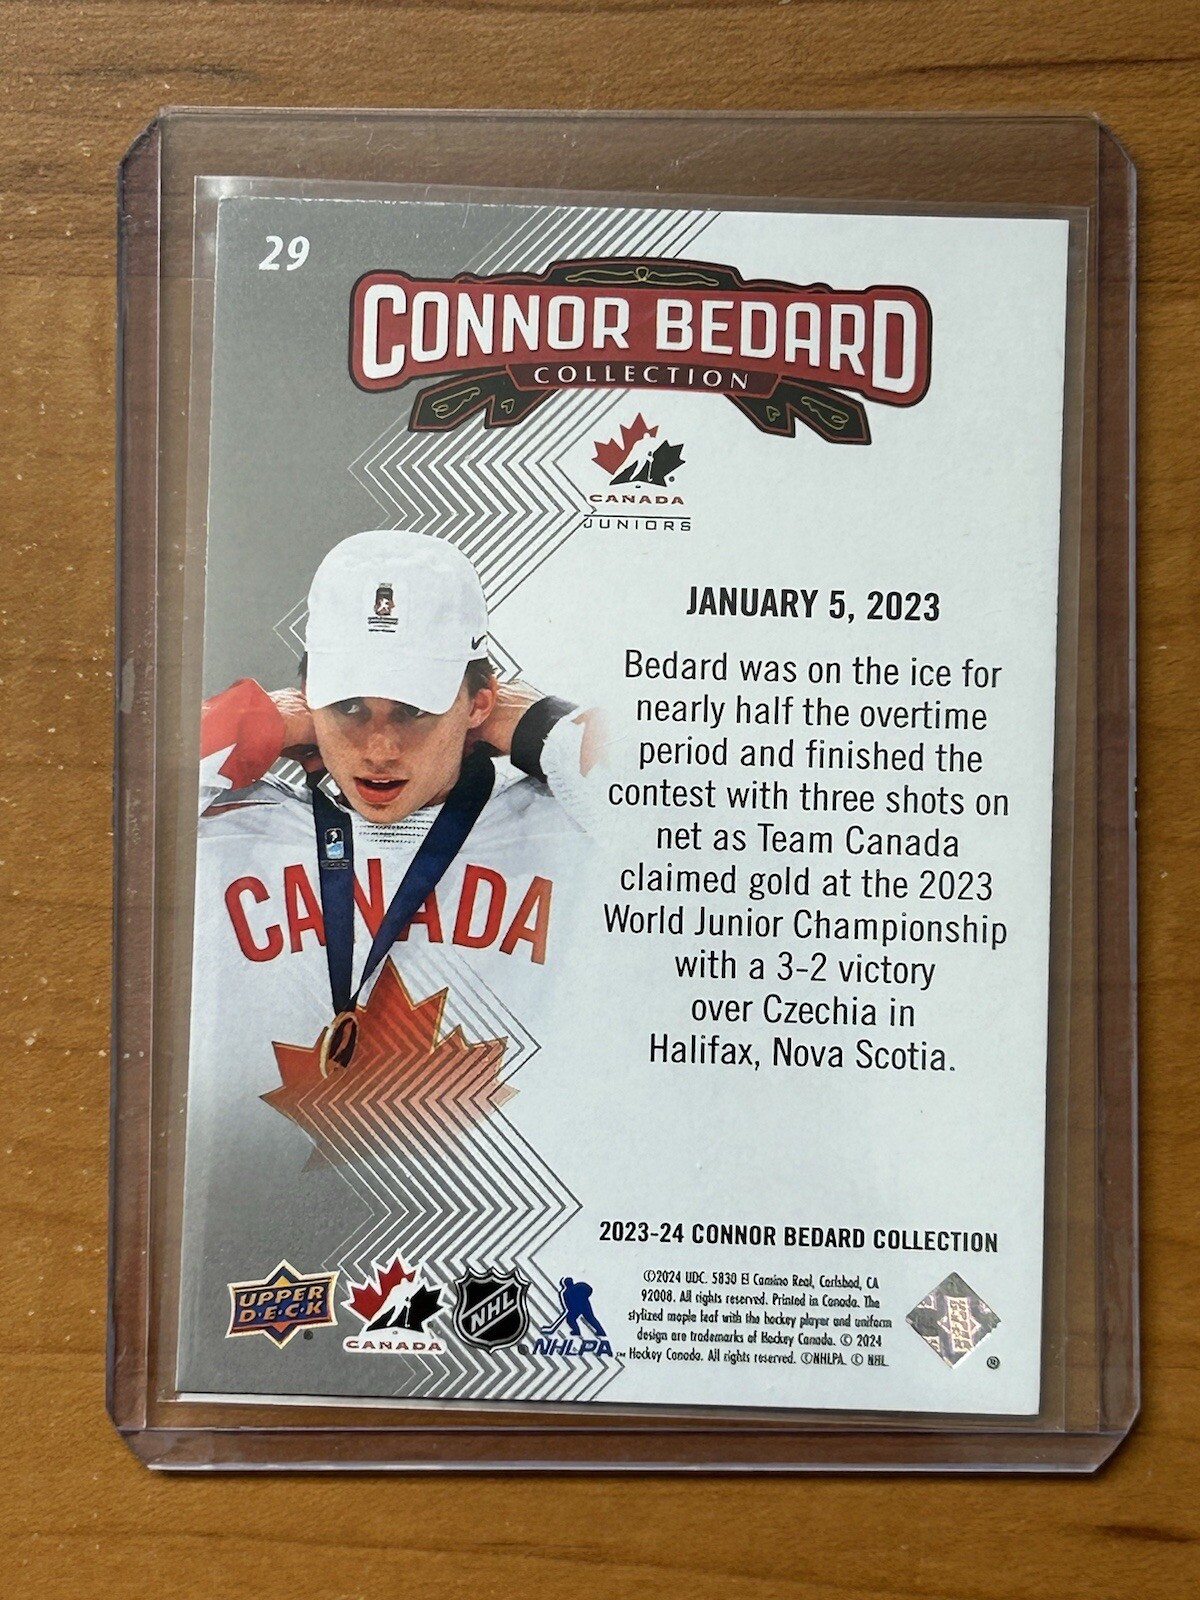 29
CONNOR BEDARD
COLLECTION
CANADA
JUNIORS
JANUARY 5, 2023
Bedard was on the ice for
nearly half the overtime
period and finished the
contest with three shots on
net as Team Canada
claimed gold at the 2023
World Junior Championship
with a 3-2 victory
over Czechia in
Halifax, Nova Scotia.
CANADA
2023-24 CONNOR BEDARD COLLECTION
©2024 UDC. 5830 El Camino Real, Carlsbad, CA
92008. All rights reserved. Printed in Canada. The
stylized maple leaf with the hockey player and uniform
design are trademarks of Hockey Canada. © 2024
Hockey Canada. All rights reserved. ©NHLPA. © NHL.
UPPER
D·E·C·K
®
CANADA
NHL
NHLPA
™
®